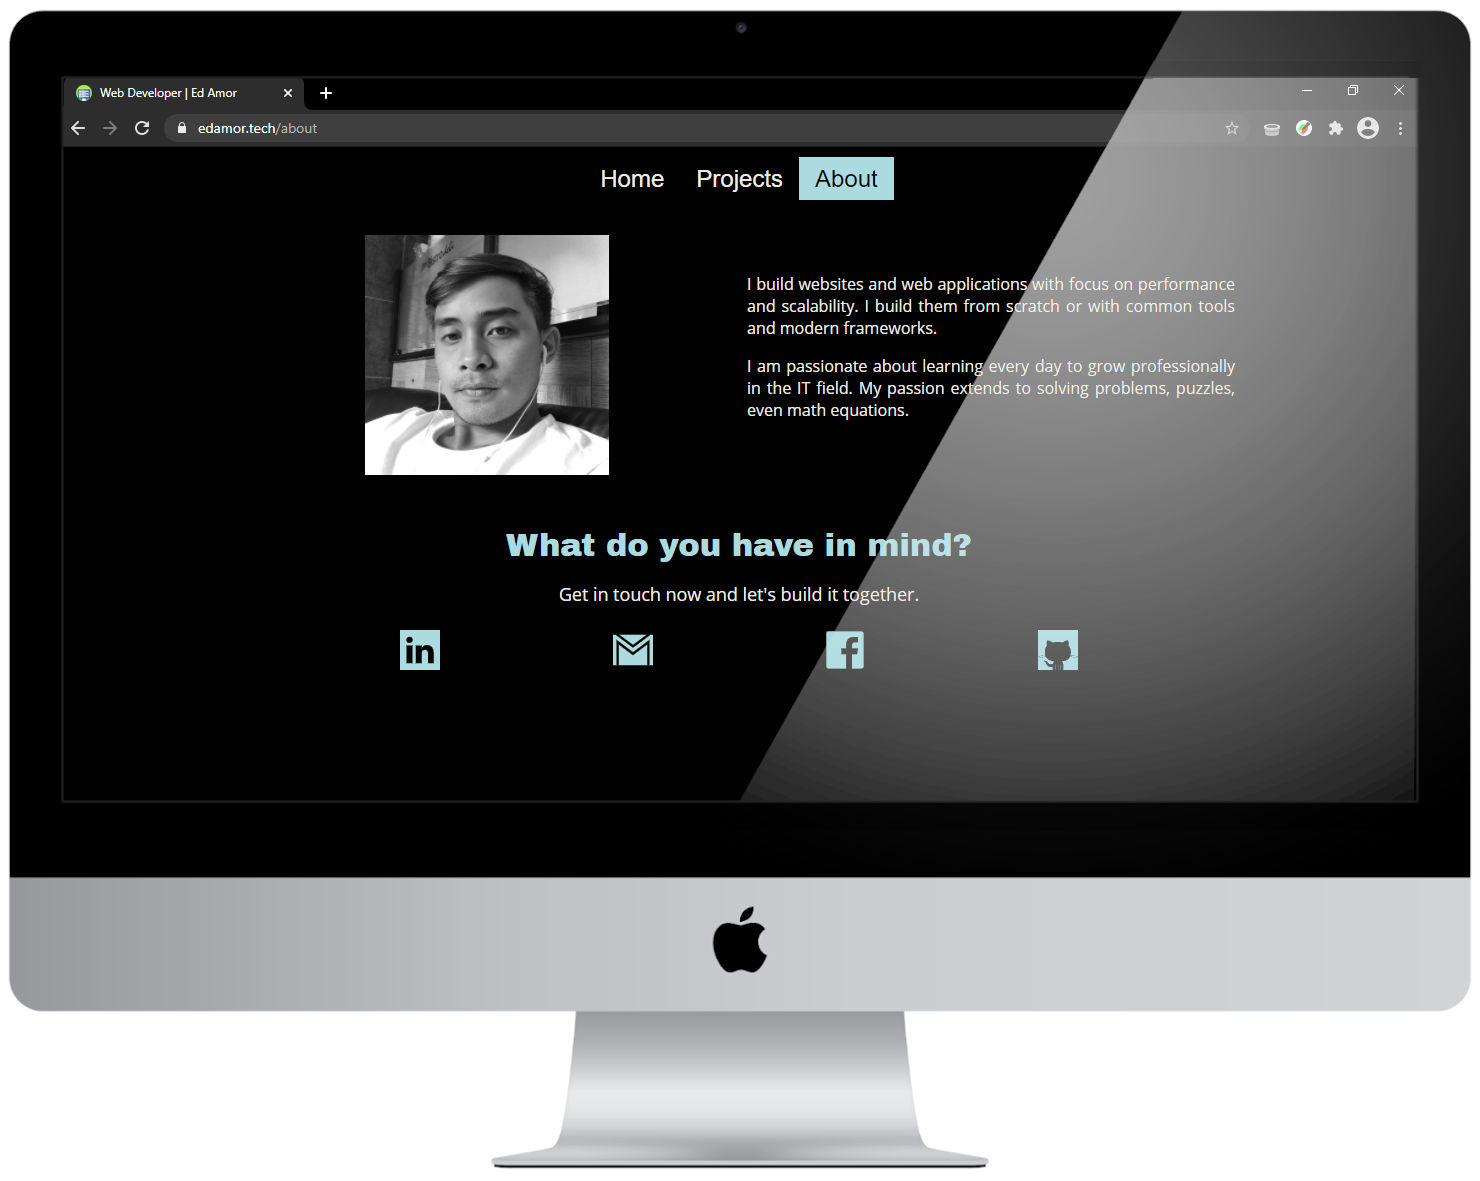 Web Developer | Ed Amor
edamor.tech/about
Home Projects About
I build websites and web applications with focus on performance
and scalability. I build them from scratch or with common tools
and modern frameworks.
I am passionate about learning every day to grow professionally
in the IT field. My passion extends to solving problems, puzzles,
even math equations.
What do you have in mind?
Get in touch now and let's build it together.
in